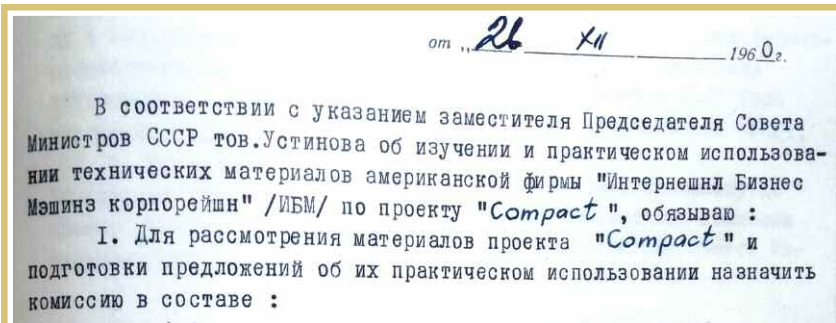 от „ 26 XII 1960 г.
В соответствии с указанием заместителя Председателя Совета
Министров СССР тов.Устинова об изучении и практическом использова-
нии технических материалов американской фирмы "Интернешнл Бизнес
Мэшинз корпорейшн" /ИБМ/ по проекту "Compact", обязываю :
I. Для рассмотрения материалов проекта "Compact" и
подготовки предложений об их практическом использовании назначить
комиссию в составе :